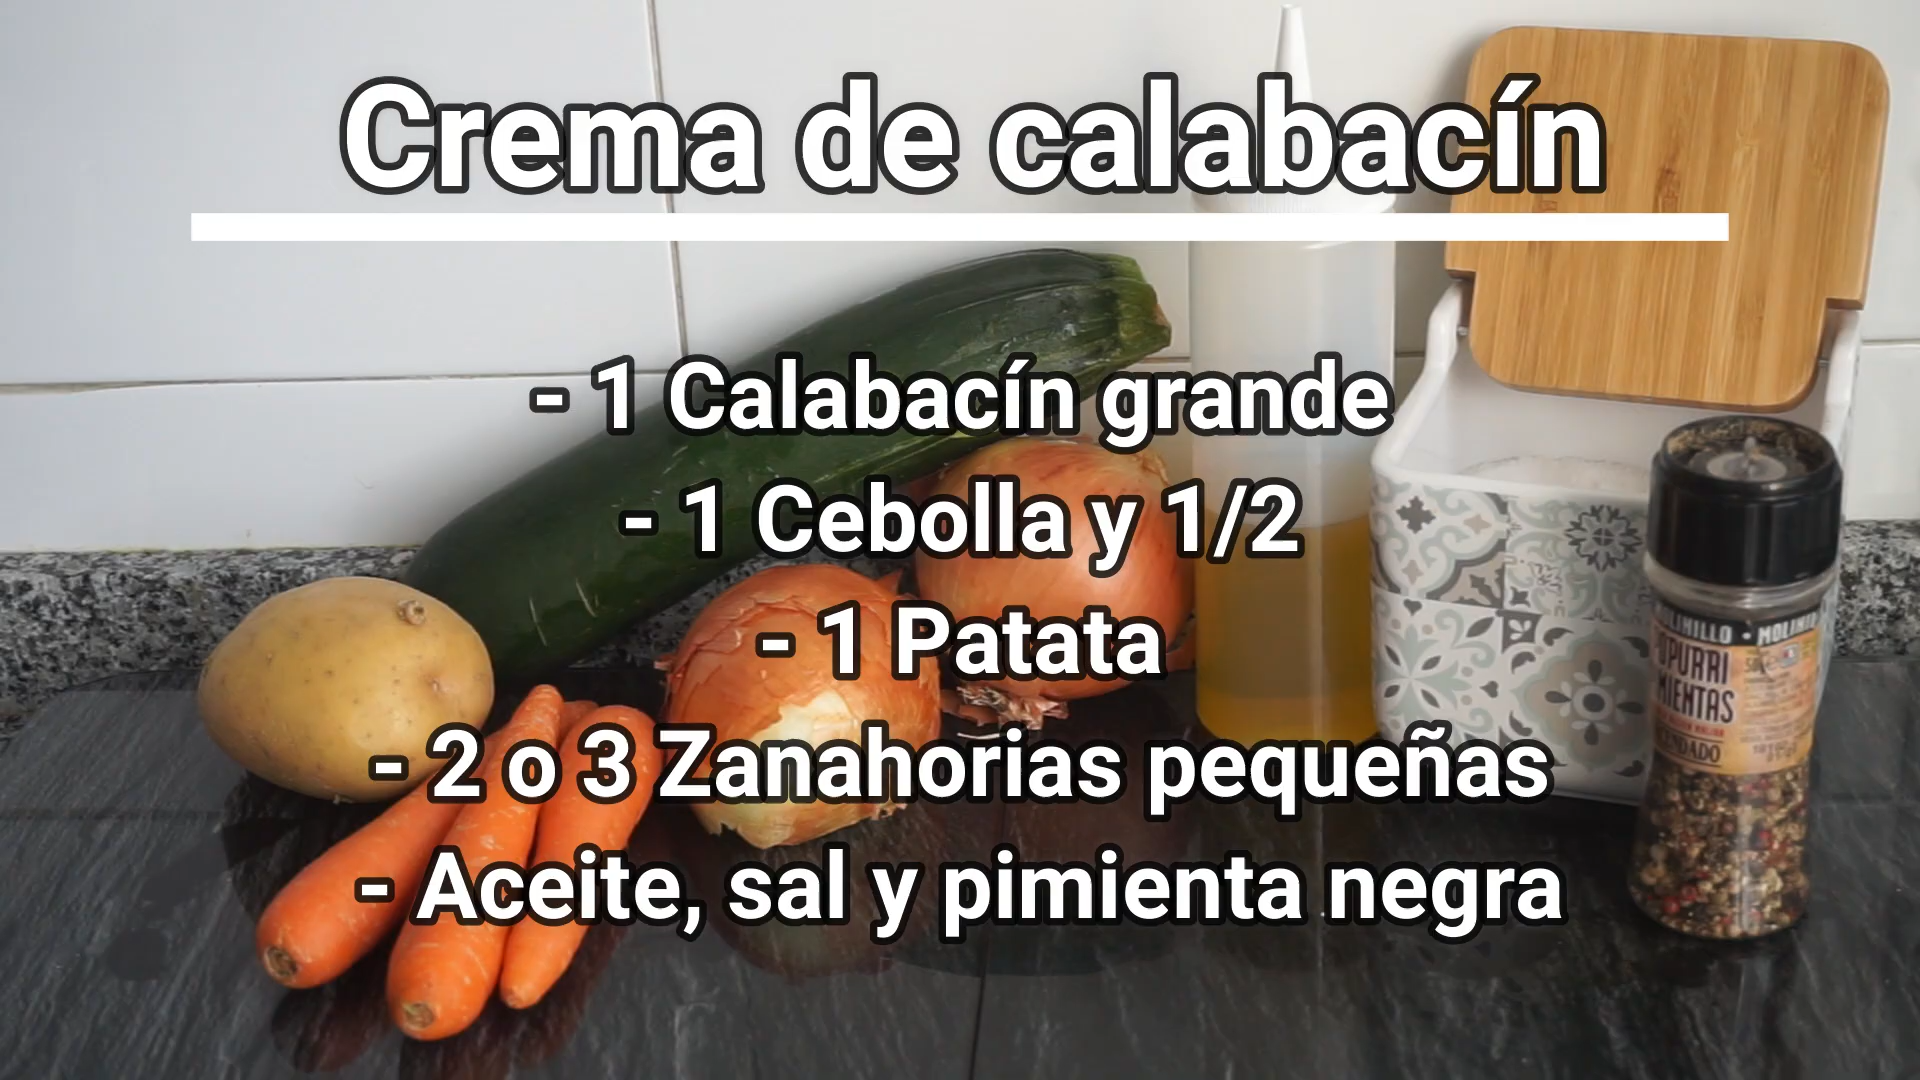 Crema de calabacín
- 1 Calabacín grande
- 1 Cebolla y 1/2
- 1 Patata
- 2 o 3 Zanahorias pequeñas
- Aceite, sal y pimienta negra